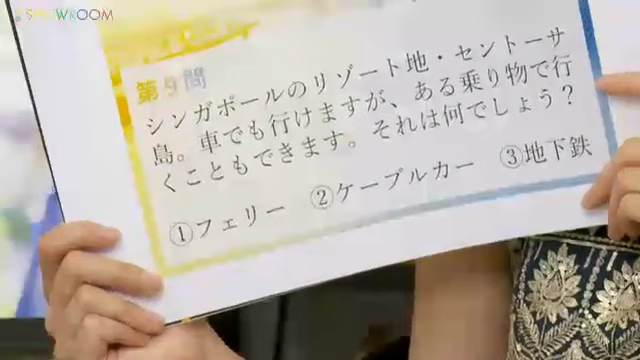 SHOWROOM
第9問
シンガポールのリゾート地・セントーサ
島。車でも行けますが、ある乗り物で行
くこともできます。それは何でしょう？
①フェリー ②ケーブルカー ③地下鉄